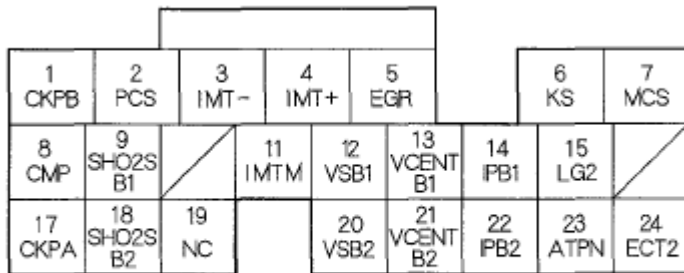 1 2 3 4 5 6 7
CKPB PCS IMT− IMT+ EGR KS MCS
8 9 11 12 13 14 15
CMP SHO2S B1 IMTM VSB1 VCENT B1 IPB1 LG2
17 18 19 20 21 22 23 24
CKPA SHO2S B2 NC VSB2 VCENT B2 IPB2 ATPN ECT2